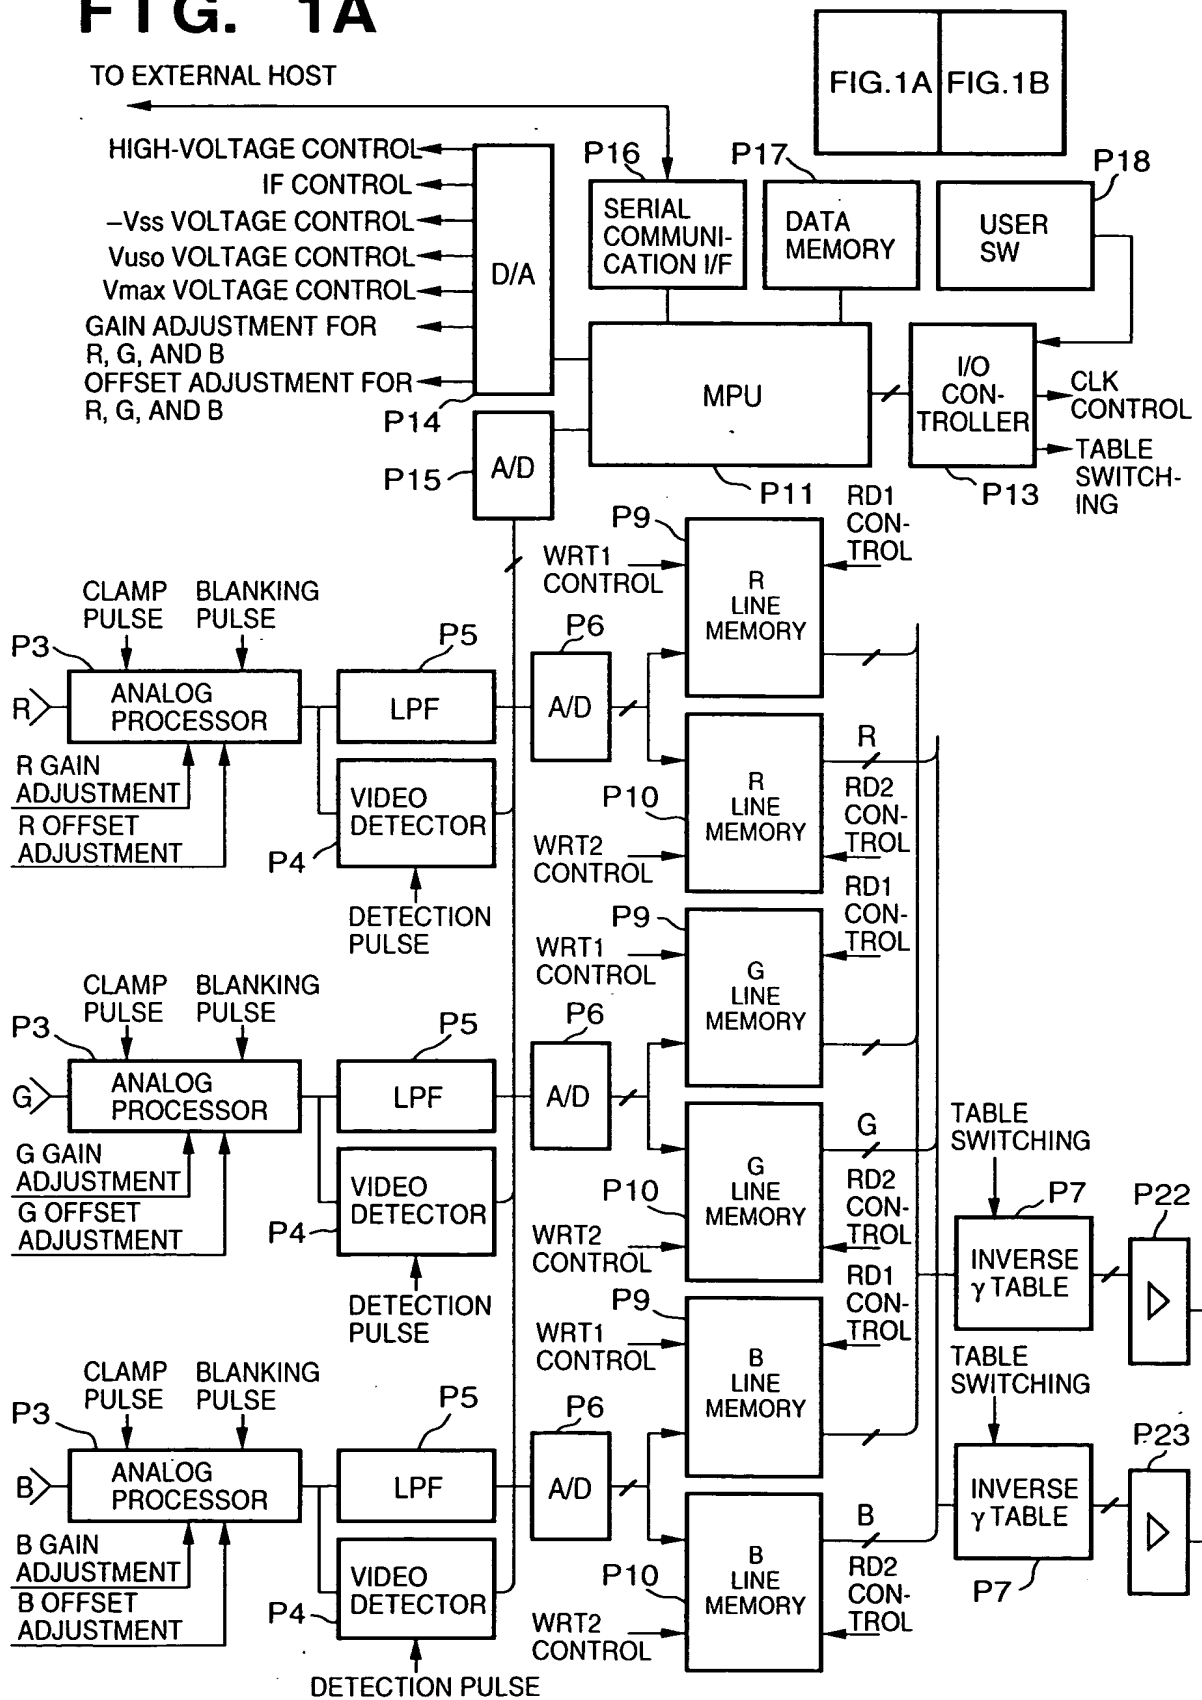 FIG. 1A
FIG.1A
FIG.1B
TO EXTERNAL HOST
HIGH-VOLTAGE CONTROL
IF CONTROL
–Vss VOLTAGE CONTROL
Vuso VOLTAGE CONTROL
Vmax VOLTAGE CONTROL
GAIN ADJUSTMENT FOR
R, G, AND B
OFFSET ADJUSTMENT FOR
R, G, AND B
D/A
P14
P16
SERIAL
COMMUNI-
CATION I/F
P17
DATA
MEMORY
P18
USER
SW
MPU
P11
I/O
CON-
TROLLER
P13
CLK
CONTROL
TABLE
SWITCH-
ING
A/D
P15
CLAMP
PULSE
BLANKING
PULSE
P3
R
ANALOG
PROCESSOR
R GAIN
ADJUSTMENT
R OFFSET
ADJUSTMENT
P5
LPF
VIDEO
DETECTOR
P4
DETECTION
PULSE
P6
A/D
P9
WRT1
CONTROL
R
LINE
MEMORY
RD1
CON-
TROL
P10
WRT2
CONTROL
R
LINE
MEMORY
R
RD2
CON-
TROL
CLAMP
PULSE
BLANKING
PULSE
P3
G
ANALOG
PROCESSOR
G GAIN
ADJUSTMENT
G OFFSET
ADJUSTMENT
P5
LPF
VIDEO
DETECTOR
P4
DETECTION
PULSE
P6
A/D
P9
WRT1
CONTROL
G
LINE
MEMORY
RD1
CON-
TROL
P10
WRT2
CONTROL
G
LINE
MEMORY
G
RD2
CON-
TROL
TABLE
SWITCHING
P7
INVERSE
γ TABLE
P22
CLAMP
PULSE
BLANKING
PULSE
P3
B
ANALOG
PROCESSOR
B GAIN
ADJUSTMENT
B OFFSET
ADJUSTMENT
P5
LPF
VIDEO
DETECTOR
P4
DETECTION PULSE
P6
A/D
P9
WRT1
CONTROL
B
LINE
MEMORY
RD1
CON-
TROL
P10
WRT2
CONTROL
B
LINE
MEMORY
B
RD2
CON-
TROL
TABLE
SWITCHING
INVERSE
γ TABLE
P7
P23